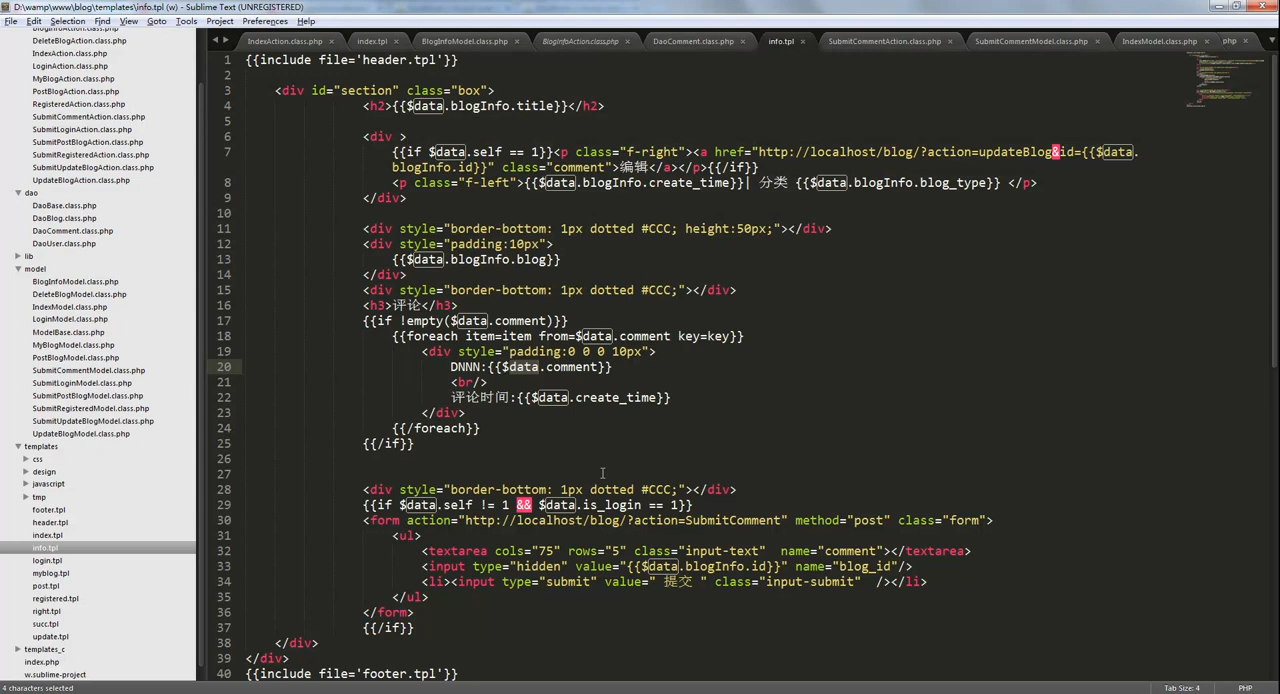 D:\wamp\www\blog\templates\info.tpl (w) - Sublime Text (UNREGISTERED)
File Edit Selection Find View Goto Tools Project Preferences Help
IndexAction.class.php × index.tpl × BlogInfoModel.class.php × BlogInfoAction.class.php × DaoComment.class.php × info.tpl × SubmitCommentAction.class.php × SubmitCommentModel.class.php × IndexModel.class.php × php ×
BlogInfoAction.class.php
DeleteBlogAction.class.php
IndexAction.class.php
LoginAction.class.php
MyBlogAction.class.php
PostBlogAction.class.php
RegisteredAction.class.php
SubmitCommentAction.class.php
SubmitLoginAction.class.php
SubmitPostBlogAction.class.php
SubmitRegisteredAction.class.php
SubmitUpdateBlogAction.class.php
UpdateBlogAction.class.php
dao
DaoBase.class.php
DaoBlog.class.php
DaoComment.class.php
DaoUser.class.php
lib
model
BlogInfoModel.class.php
DeleteBlogModel.class.php
IndexModel.class.php
LoginModel.class.php
ModelBase.class.php
MyBlogModel.class.php
PostBlogModel.class.php
SubmitCommentModel.class.php
SubmitLoginModel.class.php
SubmitPostBlogModel.class.php
SubmitRegisteredModel.class.php
SubmitUpdateBlogModel.class.php
UpdateBlogModel.class.php
templates
css
design
javascript
tmp
footer.tpl
header.tpl
index.tpl
info.tpl
login.tpl
myblog.tpl
post.tpl
registered.tpl
right.tpl
succ.tpl
update.tpl
templates_c
index.php
w.sublime-project
1 {{include file='header.tpl'}}
2
3 <div id="section" class="box">
4 <h2>{{$data.blogInfo.title}}</h2>
5
6 <div >
7 {{if $data.self == 1}}<p class="f-right"><a href="http://localhost/blog/?action=updateBlog&id={{$data.
blogInfo.id}}" class="comment">编辑</a></p>{{/if}}
8 <p class="f-left">{{$data.blogInfo.create_time}}| 分类 {{$data.blogInfo.blog_type}} </p>
9 </div>
10
11 <div style="border-bottom: 1px dotted #CCC; height:50px;"></div>
12 <div style="padding:10px">
13 {{$data.blogInfo.blog}}
14 </div>
15 <div style="border-bottom: 1px dotted #CCC;"></div>
16 <h3>评论</h3>
17 {{if !empty($data.comment)}}
18 {{foreach item=item from=$data.comment key=key}}
19 <div style="padding:0 0 0 10px">
20 DNNN:{{$data.comment}}
21 <br/>
22 评论时间:{{$data.create_time}}
23 </div>
24 {{/foreach}}
25 {{/if}}
26
27
28 <div style="border-bottom: 1px dotted #CCC;"></div>
29 {{if $data.self != 1 && $data.is_login == 1}}
30 <form action="http://localhost/blog/?action=SubmitComment" method="post" class="form">
31 <ul>
32 <textarea cols="75" rows="5" class="input-text" name="comment"></textarea>
33 <input type="hidden" value="{{$data.blogInfo.id}}" name="blog_id"/>
34 <li><input type="submit" value=" 提交 " class="input-submit" /></li>
35 </ul>
36 </form>
37 {{/if}}
38 </div>
39 </div>
40 {{include file='footer.tpl'}}
4 characters selected
Tab Size: 4 PHP